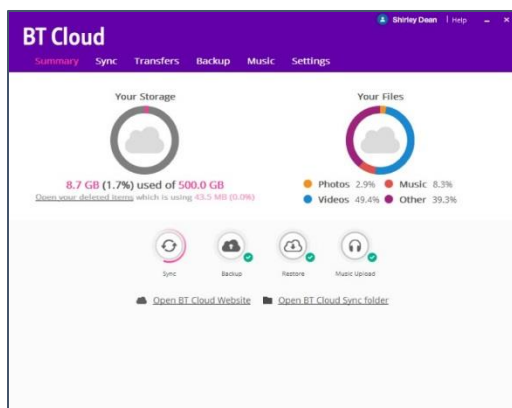 Shirley Dean | Help
BT Cloud
Summary Sync Transfers Backup Music Settings
Your Storage
8.7 GB (1.7%) used of 500.0 GB
Open your deleted items which is using 43.5 MB (0.0%)
Your Files
Photos 2.9% Music 8.3%
Videos 49.4% Other 39.3%
Sync Backup Restore Music Upload
Open BT Cloud Website Open BT Cloud Sync folder